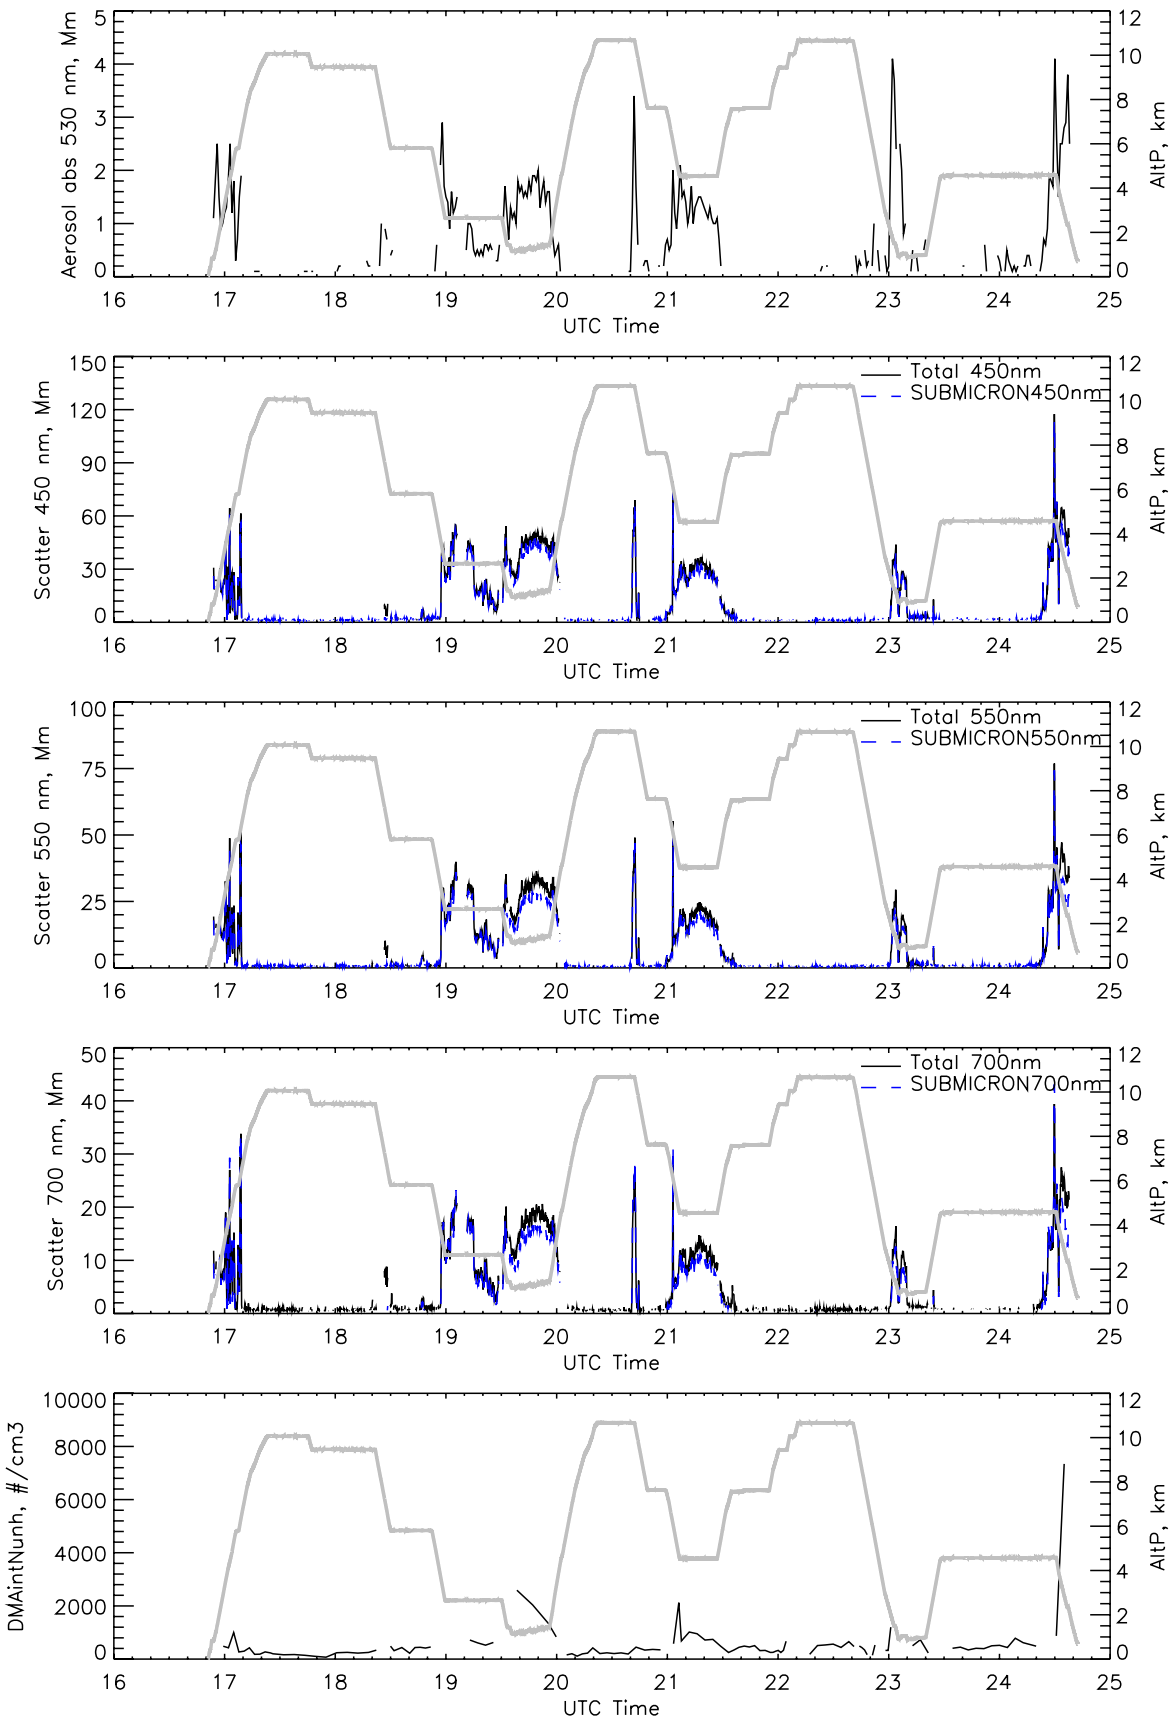 Aerosol abs 530 nm, Mm
5
4
3
2
1
0
12
10
8
6
4
2
0
AltP, km
16 17 18 19 20 21 22 23 24 25
UTC Time
Scatter 450 nm, Mm
150
120
90
60
30
0
Total 450nm
SUBMICRON450nm
12
10
8
6
4
2
0
AltP, km
16 17 18 19 20 21 22 23 24 25
UTC Time
Scatter 550 nm, Mm
100
75
50
25
0
Total 550nm
SUBMICRON550nm
12
10
8
6
4
2
0
AltP, km
16 17 18 19 20 21 22 23 24 25
UTC Time
Scatter 700 nm, Mm
50
40
30
20
10
0
Total 700nm
SUBMICRON700nm
12
10
8
6
4
2
0
AltP, km
16 17 18 19 20 21 22 23 24 25
UTC Time
DMAintNunh, #/cm3
10000
8000
6000
4000
2000
0
12
10
8
6
4
2
0
AltP, km
16 17 18 19 20 21 22 23 24 25
UTC Time